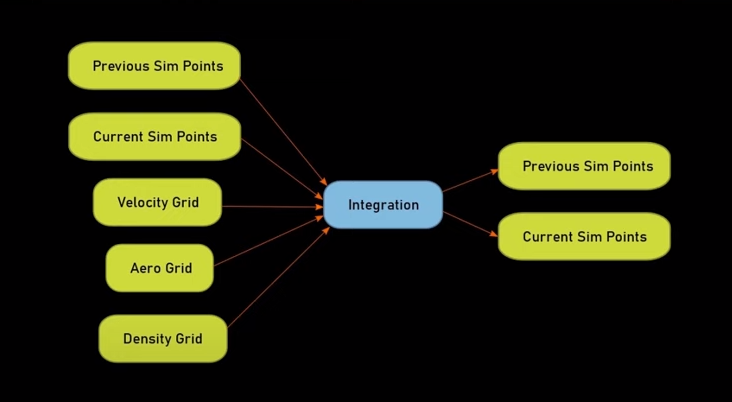 Previous Sim Points
Current Sim Points
Velocity Grid
Aero Grid
Density Grid
Integration
Previous Sim Points
Current Sim Points